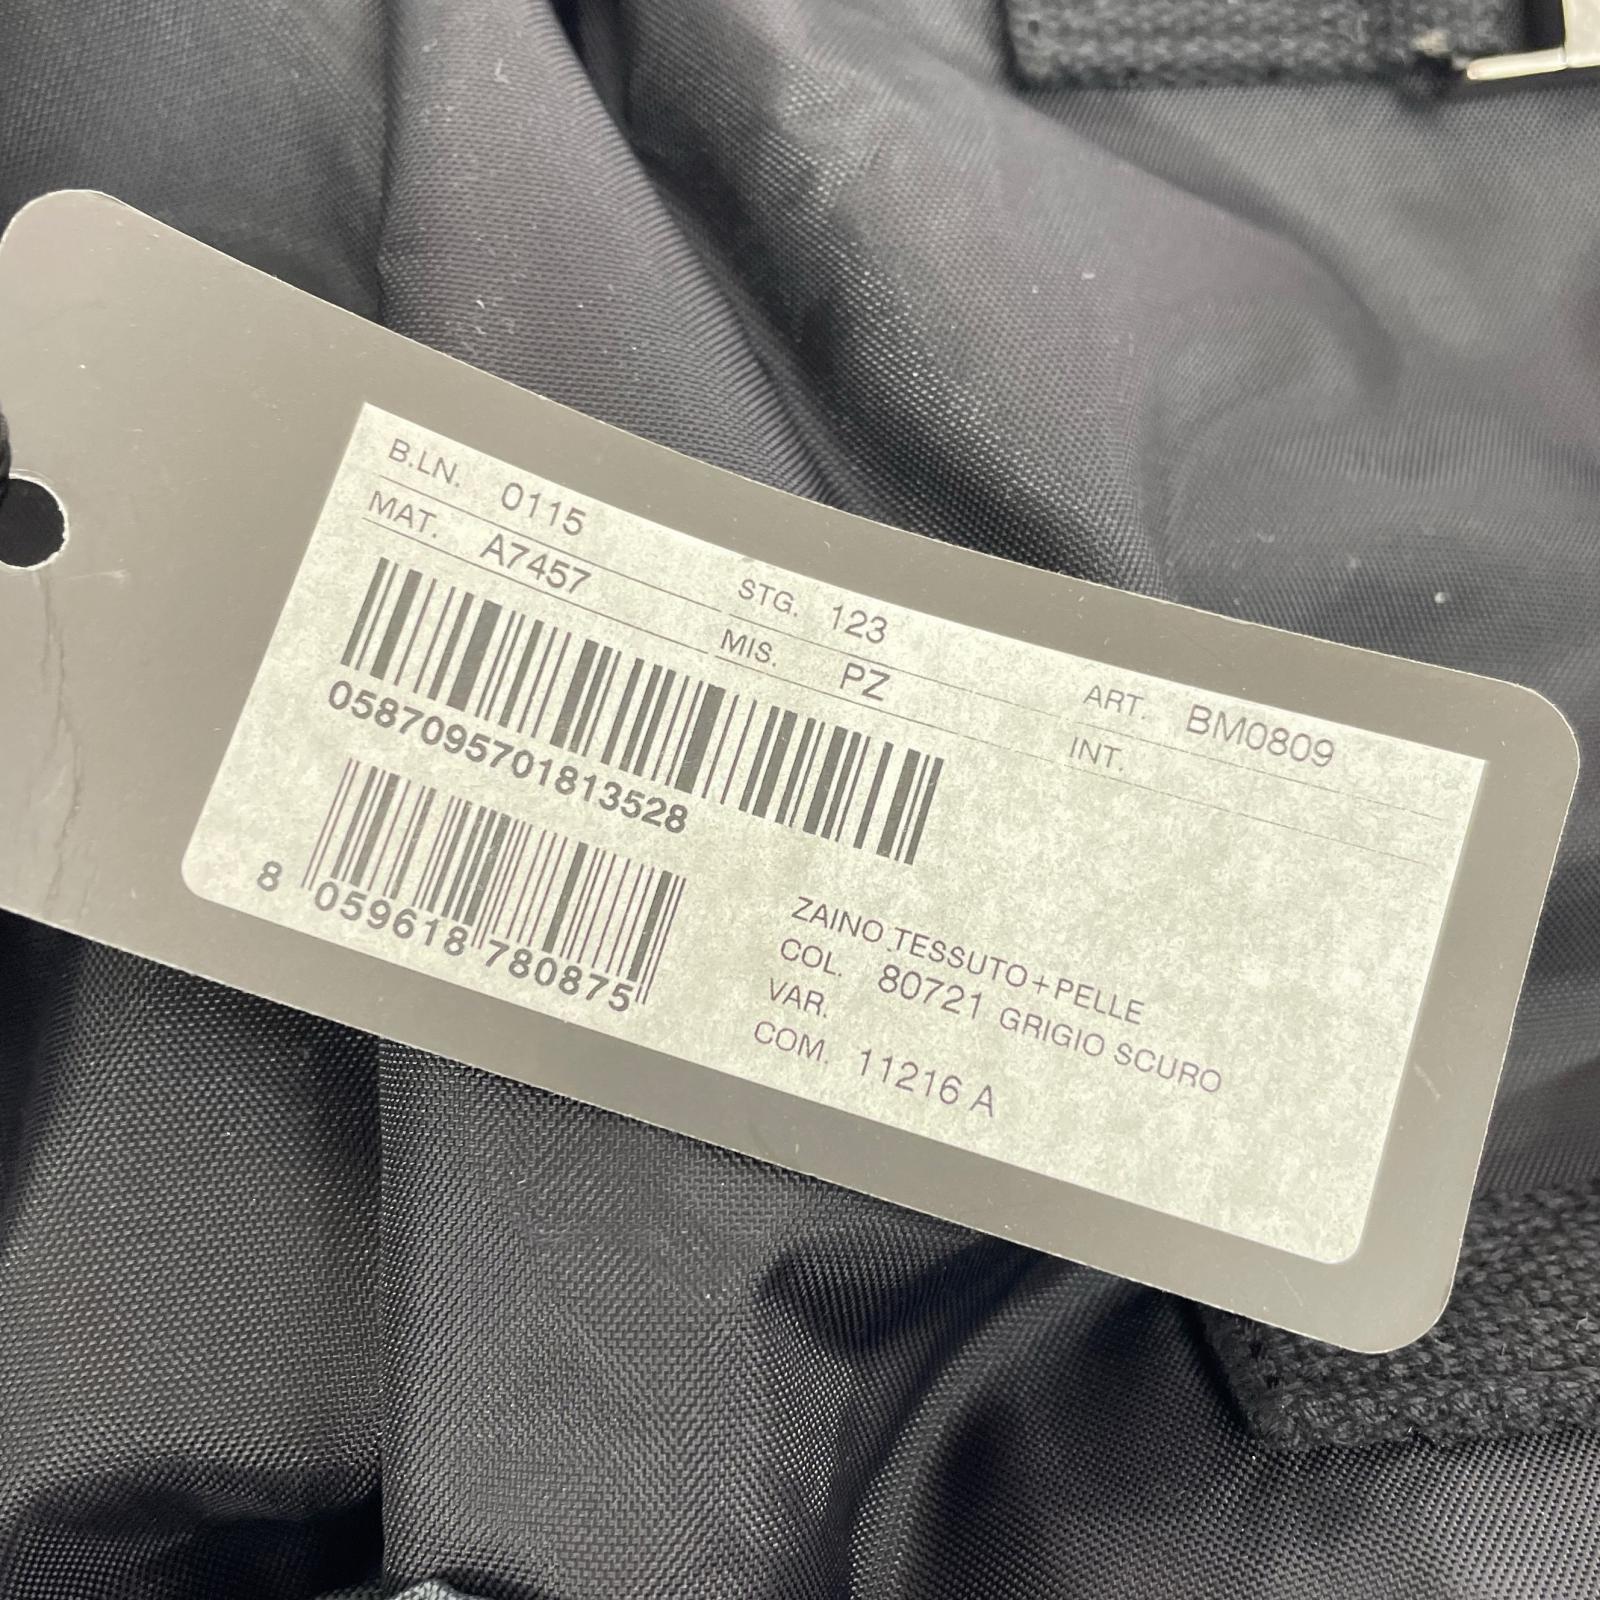 B.LN. 0115 STG. 123 ART. BM0809
MAT. A7457 MIS. PZ INT.
0587095701813528
8 059618 780875
ZAINO.TESSUTO+PELLE
COL. 80721 GRIGIO SCURO
VAR.
COM. 11216 A